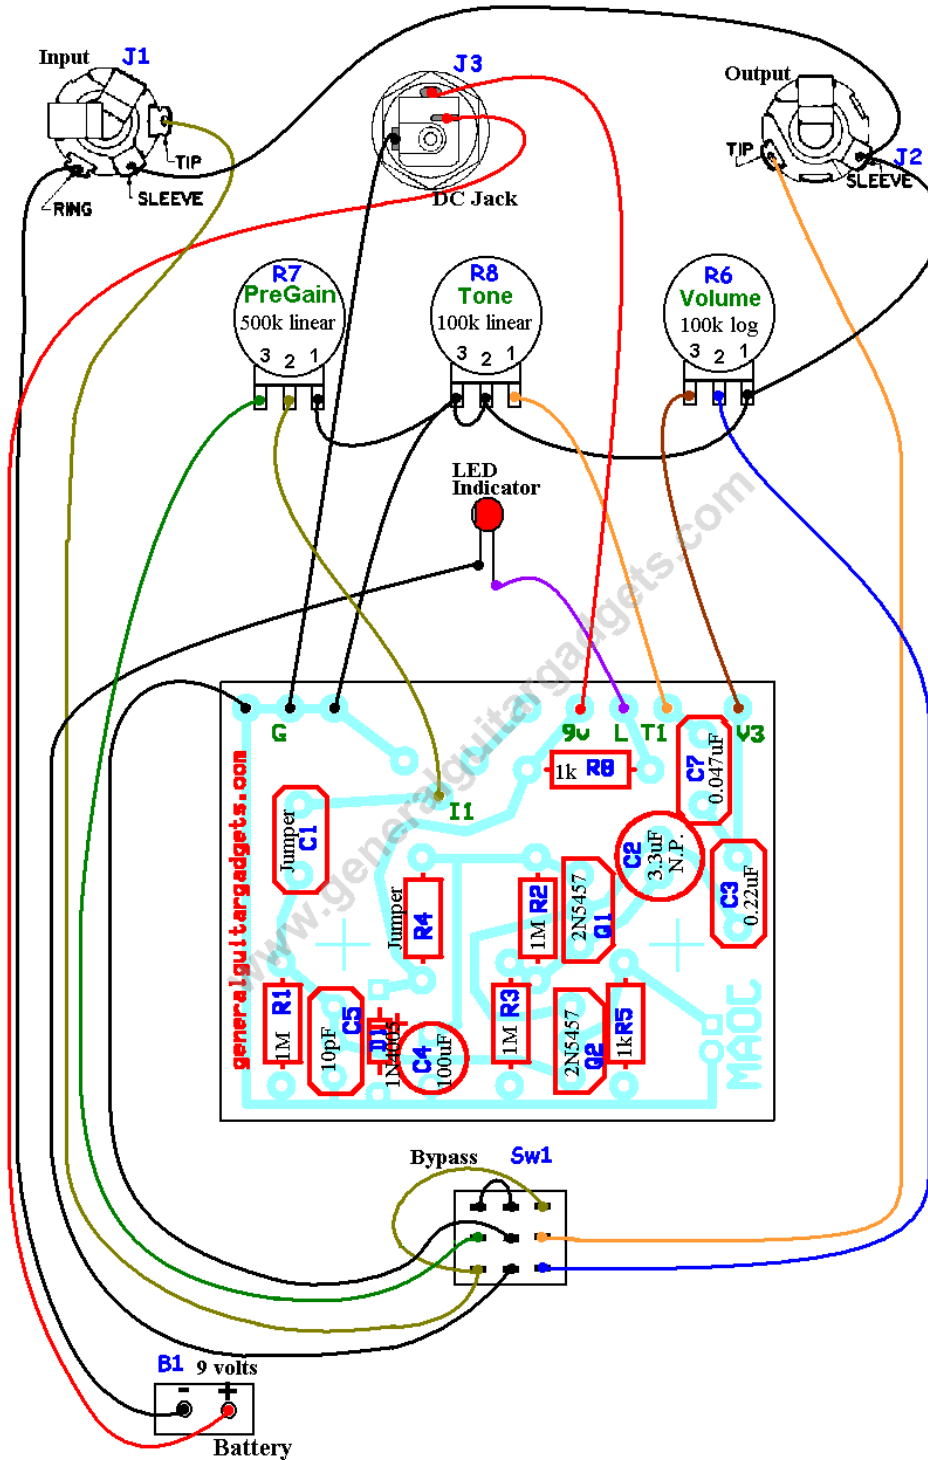 Input
J1
TIP
SLEEVE
RING
J3
DC Jack
Output
TIP
J2
SLEEVE
R7
PreGain
500k linear
3 2 1
R8
Tone
100k linear
3 2 1
R6
Volume
100k log
3 2 1
LED
Indicator
www.generalguitargadgets.com
G
9v
L
T1
V3
I1
generalguitargadgets.com
1k R8
C7
0.047uF
Jumper
C1
C2
3.3uF
N.P.
C3
0.22uF
Jumper
R4
1M
R2
2N5457
Q1
1M
R1
10pF
C5
D1
1N4005
+
C4
100uF
1M
R3
2N5457
Q2
1k
R5
MAOC
Bypass
Sw1
B1
9 volts
- +
Battery